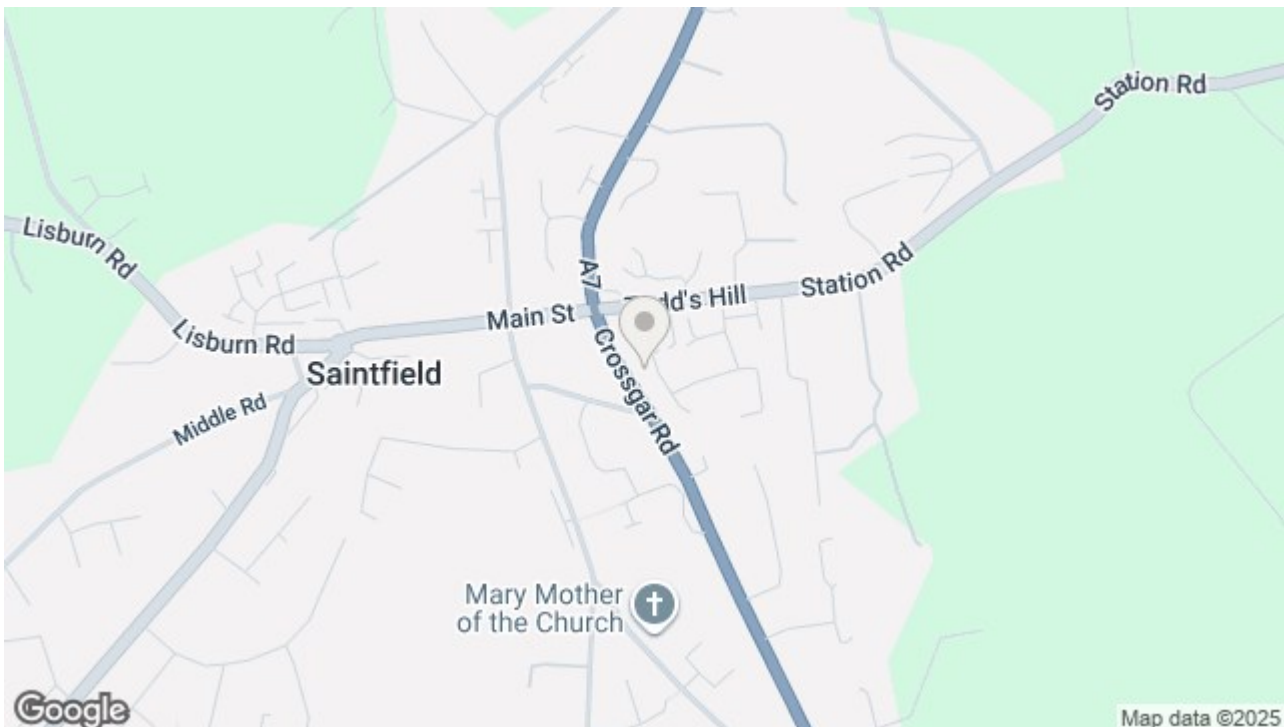 Station Rd
Lisburn Rd
A7
Station Rd
Hill
Main St
Lisburn Rd
Crossgar Rd
Saintfield
Middle Rd
Mary Mother
of the Church
Google
Map data ©2025